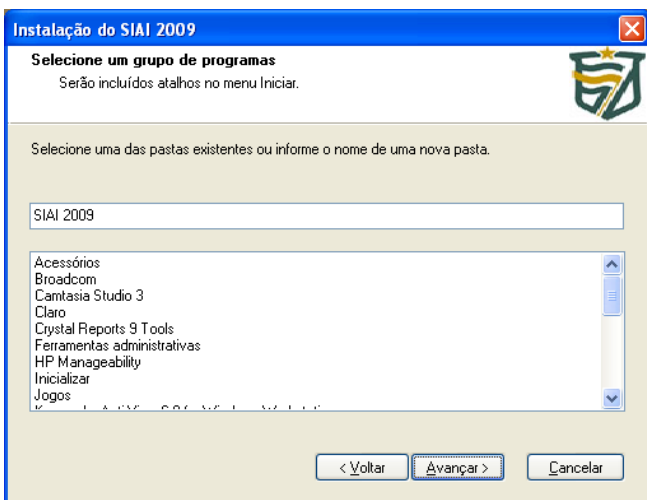 Instalação do SIAI 2009
Selecione um grupo de programas
Serão incluídos atalhos no menu Iniciar.
Selecione uma das pastas existentes ou informe o nome de uma nova pasta.
SIAI 2009
Acessórios
Broadcom
Camtasia Studio 3
Claro
Crystal Reports 9 Tools
Ferramentas administrativas
HP Manageability
Inicializar
Jogos
< Voltar
Avançar >
Cancelar